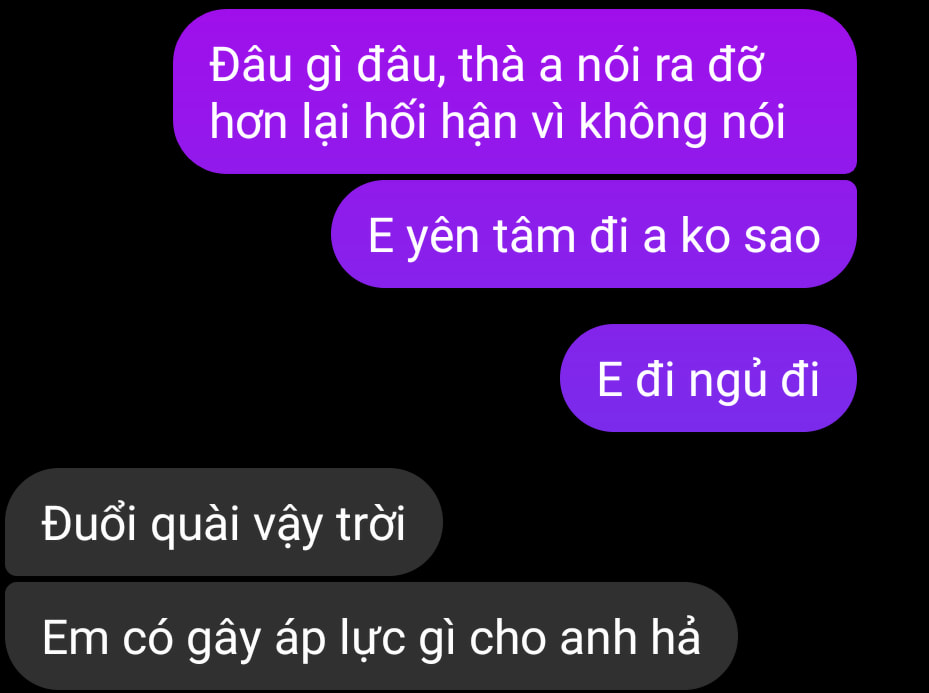 Đâu gì đâu, thà a nói ra đỡ
hơn lại hối hận vì không nói
E yên tâm đi a ko sao
E đi ngủ đi
Đuổi quài vậy trời
Em có gây áp lực gì cho anh hả